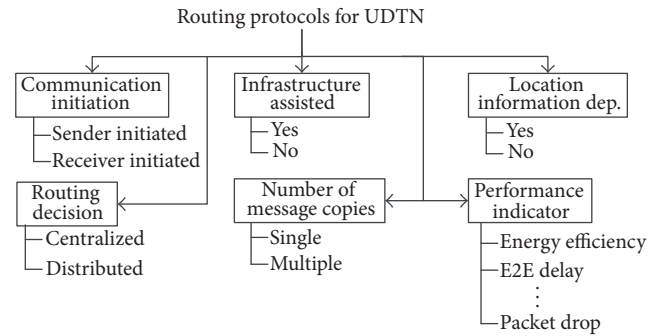 Routing protocols for UDTN
Communication
initiation
Sender initiated
Receiver initiated
Infrastructure
assisted
Yes
No
Location
information dep.
Yes
No
Routing
decision
Centralized
Distributed
Number of
message copies
Single
Multiple
Performance
indicator
Energy efficiency
E2E delay
⋮
Packet drop